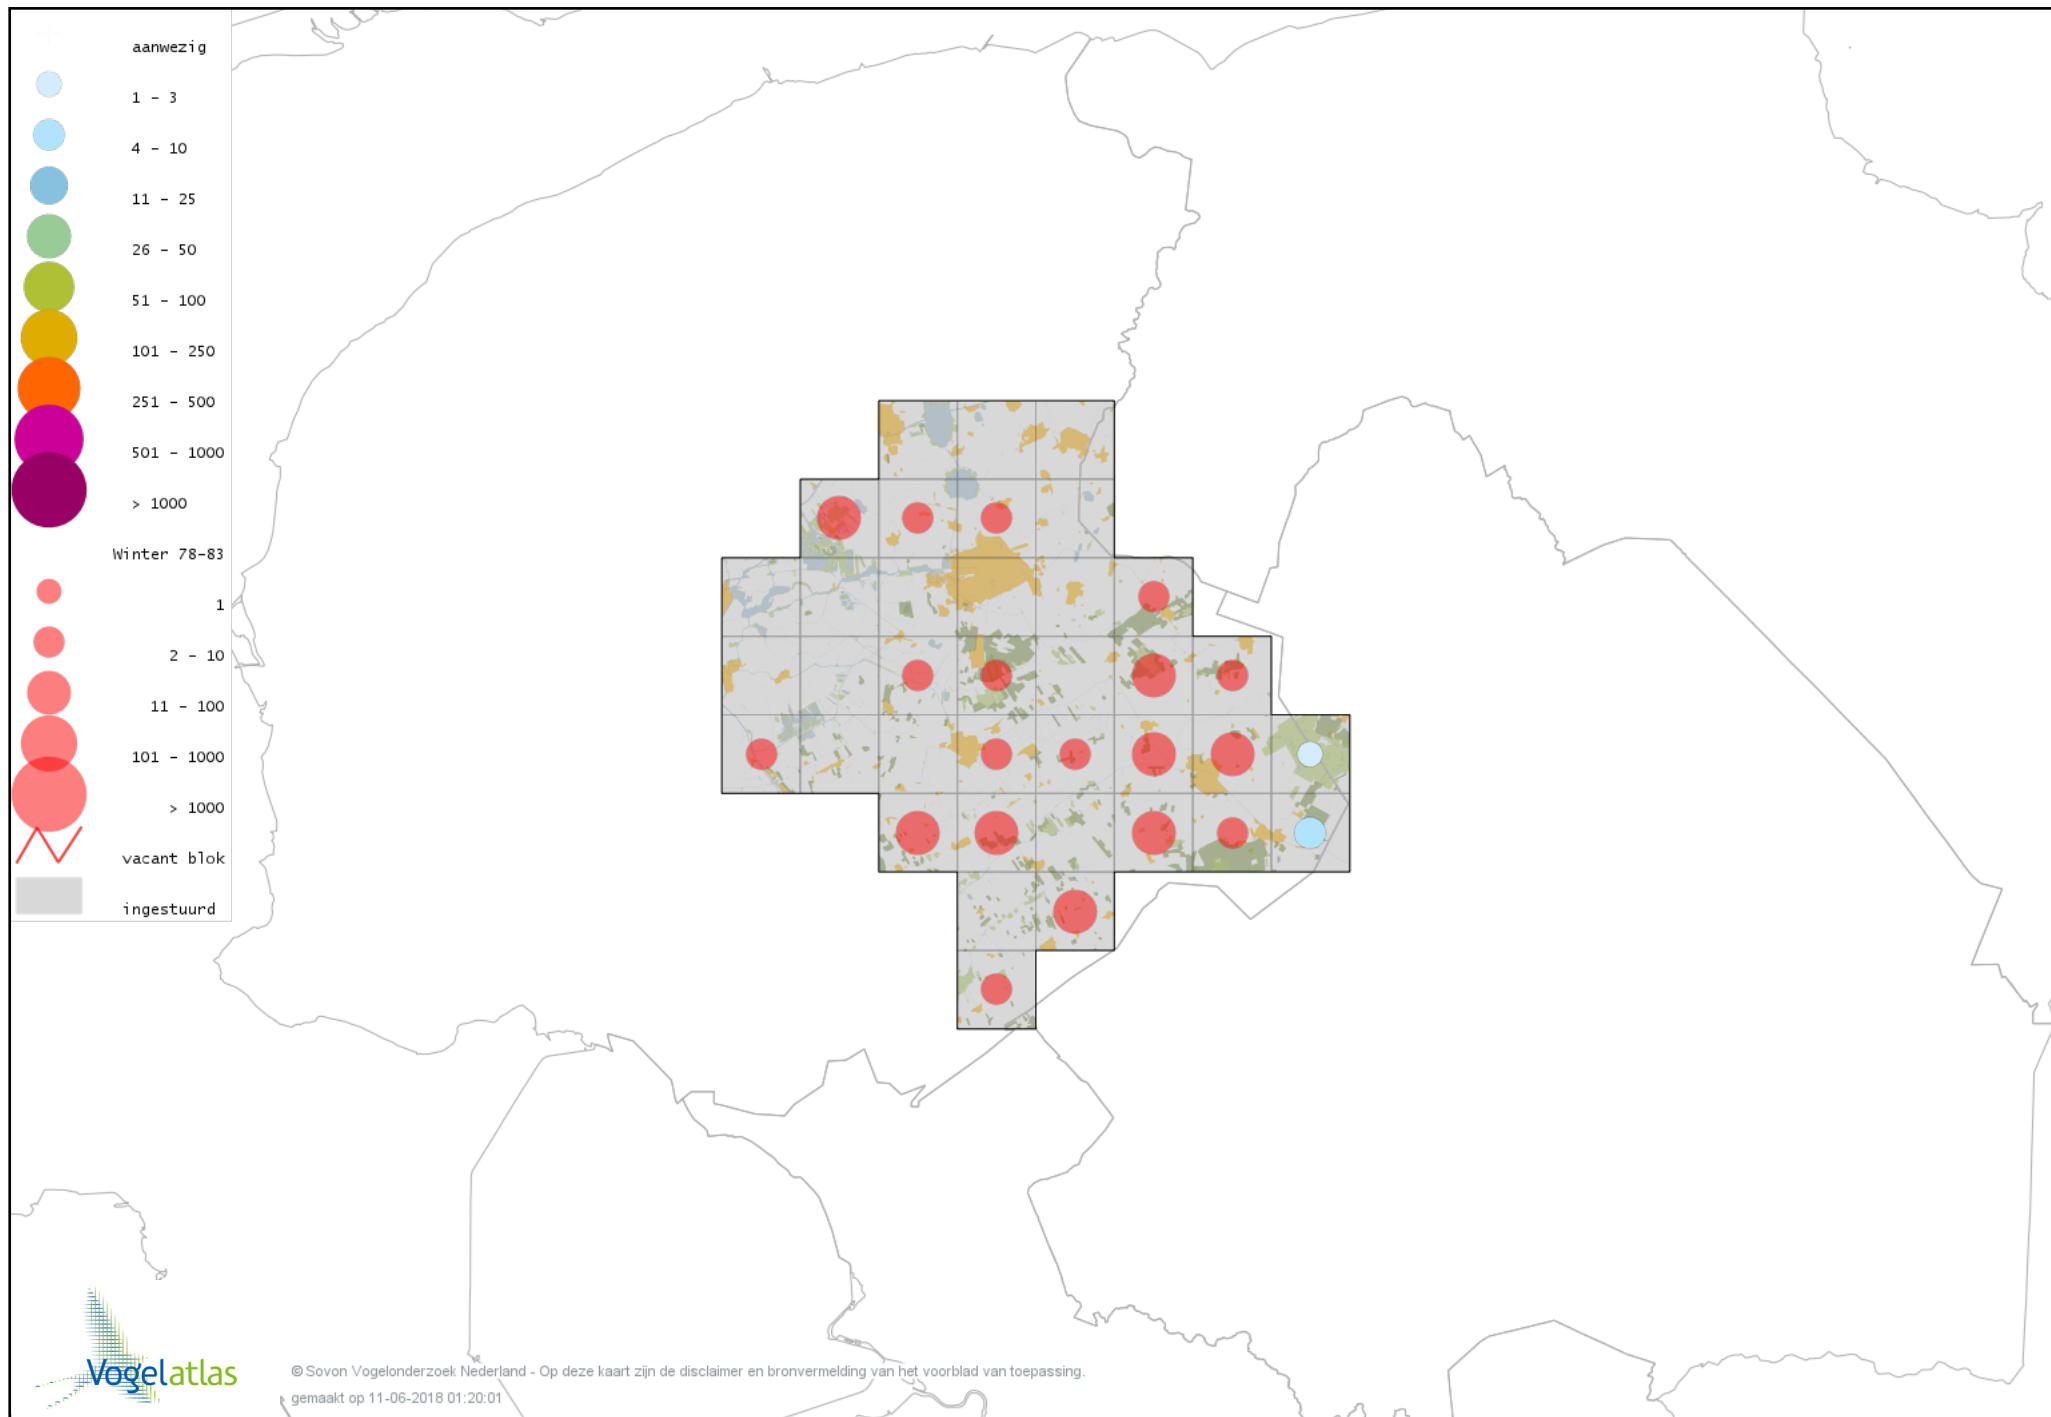 aanwezig
1 - 3
4 - 10
11 - 25
26 - 50
51 - 100
101 - 250
251 - 500
501 - 1000
> 1000
Winter 78-83
1
2 - 10
11 - 100
101 - 1000
> 1000
vacant blok
ingestuurd
Vogelatlas
© Sovon Vogelonderzoek Nederland - Op deze kaart zijn de disclaimer en bronvermelding van het voorblad van toepassing.
gemaakt op 11-06-2018 01:20:01